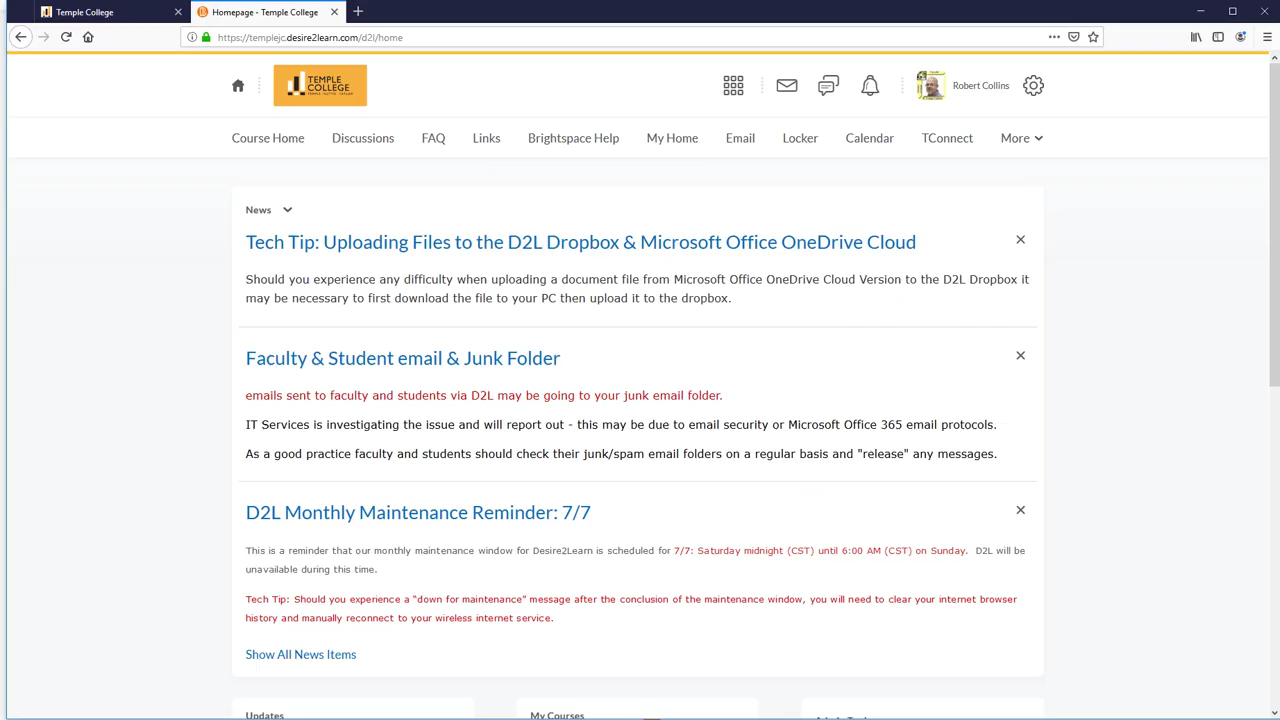 Temple College
Homepage - Temple College
https://templejc.desire2learn.com/d2l/home
TEMPLE
COLLEGE
Robert Collins
Course Home Discussions FAQ Links Brightspace Help My Home Email Locker Calendar TConnect More
News
Tech Tip: Uploading Files to the D2L Dropbox & Microsoft Office OneDrive Cloud
Should you experience any difficulty when uploading a document file from Microsoft Office OneDrive Cloud Version to the D2L Dropbox it
may be necessary to first download the file to your PC then upload it to the dropbox.
Faculty & Student email & Junk Folder
emails sent to faculty and students via D2L may be going to your junk email folder.
IT Services is investigating the issue and will report out - this may be due to email security or Microsoft Office 365 email protocols.
As a good practice faculty and students should check their junk/spam email folders on a regular basis and "release" any messages.
D2L Monthly Maintenance Reminder: 7/7
This is a reminder that our monthly maintenance window for Desire2Learn is scheduled for 7/7: Saturday midnight (CST) until 6:00 AM (CST) on Sunday. D2L will be
unavailable during this time.
Tech Tip: Should you experience a “down for maintenance” message after the conclusion of the maintenance window, you will need to clear your internet browser
history and manually reconnect to your wireless internet service.
Show All News Items
Updates
My Courses